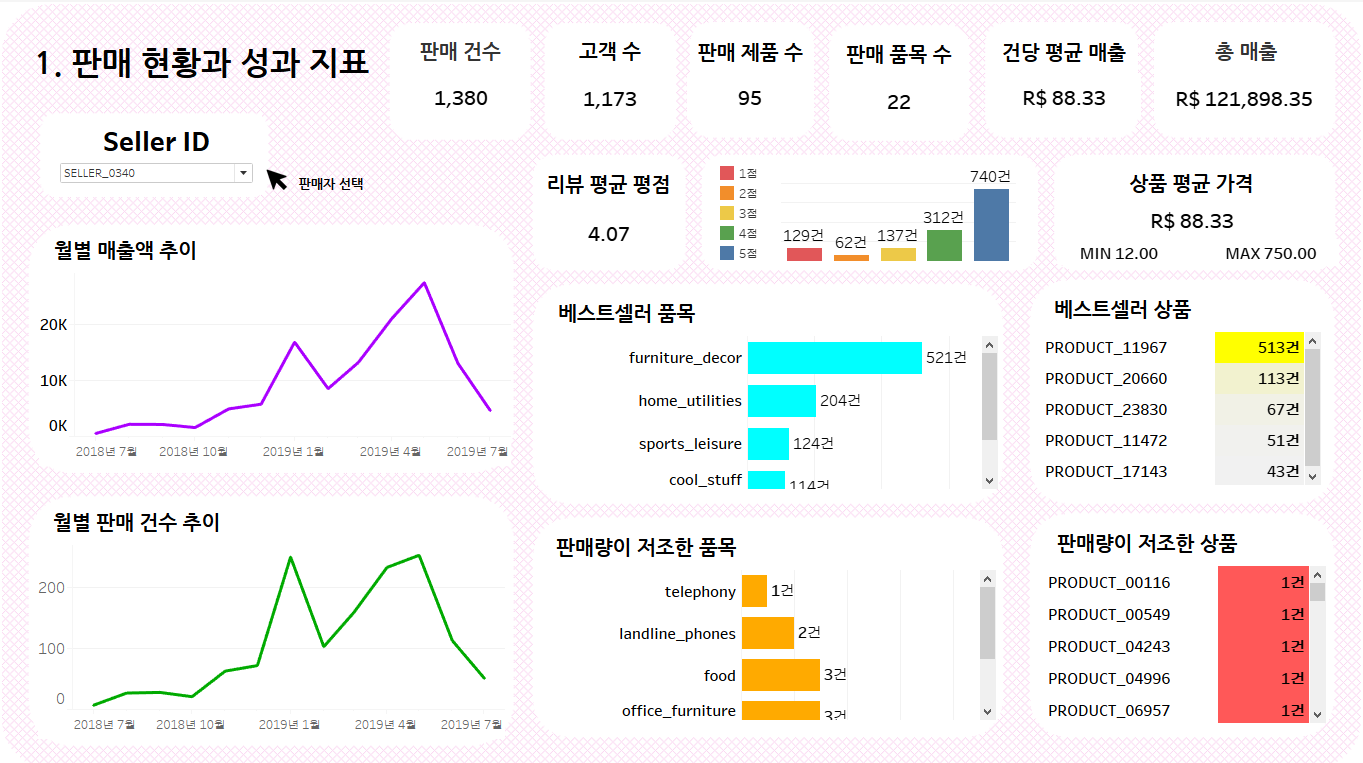 1. 판매 현황과 성과 지표
판매 건수
1,380
고객 수
1,173
판매 제품 수
95
판매 품목 수
22
건당 평균 매출
R$ 88.33
총 매출
R$ 121,898.35
Seller ID
SELLER_0340
판매자 선택
리뷰 평균 평점
4.07
1점
2점
3점
4점
5점
129건
62건
137건
312건
740건
상품 평균 가격
R$ 88.33
MIN 12.00 MAX 750.00
월별 매출액 추이
20K
10K
0K
2018년 7월 2018년 10월 2019년 1월 2019년 4월 2019년 7월
베스트셀러 품목
furniture_decor 521건
home_utilities 204건
sports_leisure 124건
cool_stuff 114건
베스트셀러 상품
PRODUCT_11967 513건
PRODUCT_20660 113건
PRODUCT_23830 67건
PRODUCT_11472 51건
PRODUCT_17143 43건
월별 판매 건수 추이
200
100
0
2018년 7월 2018년 10월 2019년 1월 2019년 4월 2019년 7월
판매량이 저조한 품목
telephony 1건
landline_phones 2건
food 3건
office_furniture 3건
판매량이 저조한 상품
PRODUCT_00116 1건
PRODUCT_00549 1건
PRODUCT_04243 1건
PRODUCT_04996 1건
PRODUCT_06957 1건